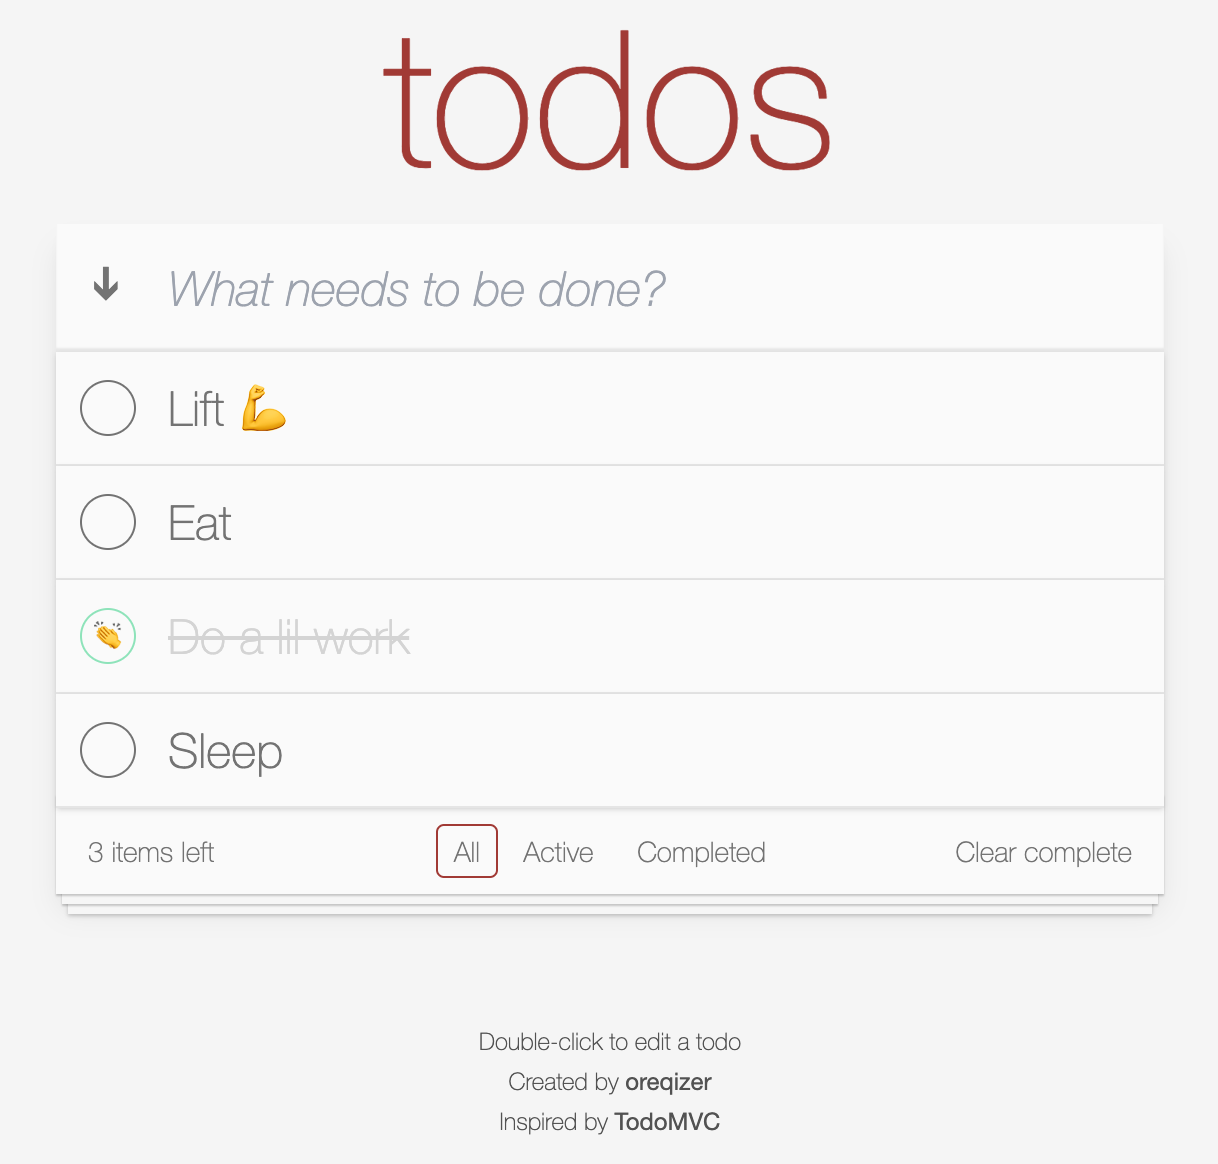 todos
What needs to be done?
Lift 💪
Eat
Do a lil work
Sleep
3 items left All Active Completed Clear complete
Double-click to edit a todo
Created by oreqizer
Inspired by TodoMVC